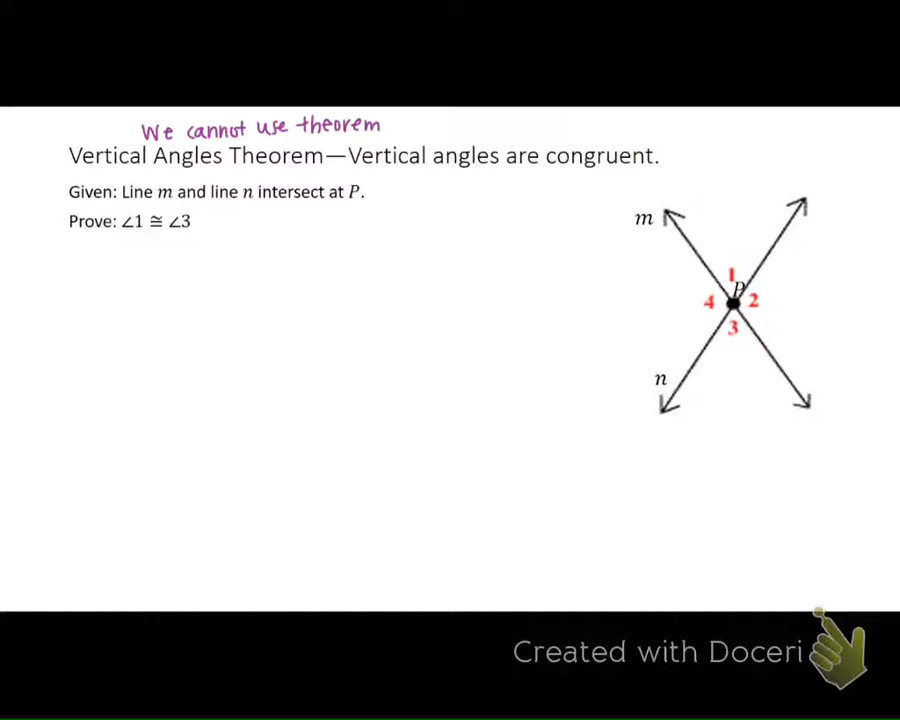 We cannot use theorem
Vertical Angles Theorem—Vertical angles are congruent.
Given: Line m and line n intersect at P.
Prove: ∠1 ≅ ∠3
m
1
P
4
2
3
n
Created with Doceri